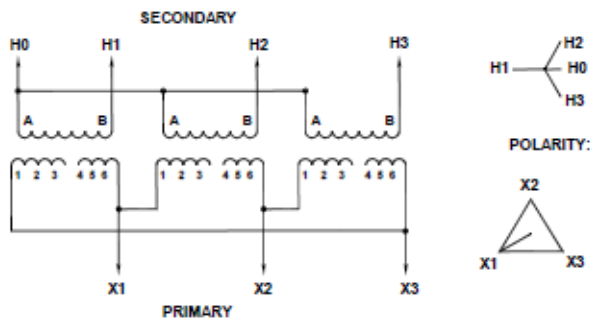 SECONDARY
H0 H1 H2 H3
A B A B A B
1 2 3 4 5 6 1 2 3 4 5 6 1 2 3 4 5 6
X1 X2 X3
PRIMARY
H2
H1 H0
H3
POLARITY:
X2
X1 X3